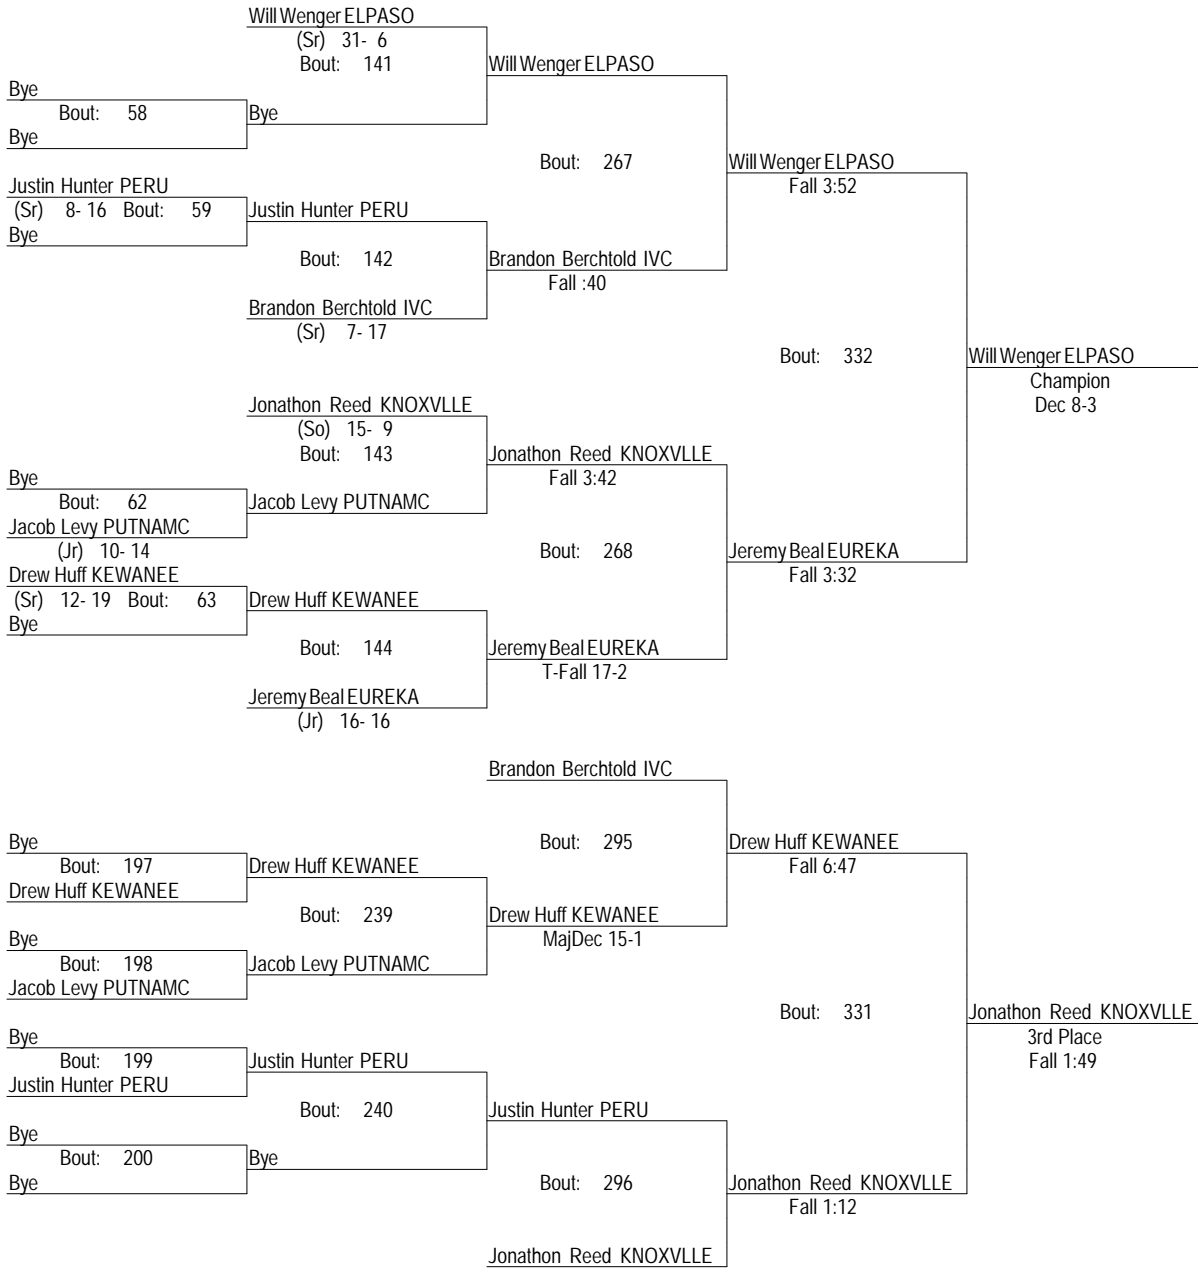 Will Wenger ELPASO
(Sr) 31- 6
Bout: 141
Will Wenger ELPASO
Bye
Bout: 58
Bye
Bye
Bout: 267
Will Wenger ELPASO
Fall 3:52
Justin Hunter PERU
(Sr) 8- 16 Bout: 59
Justin Hunter PERU
Bye
Bout: 142
Brandon Berchtold IVC
Fall :40
Brandon Berchtold IVC
(Sr) 7- 17
Bout: 332
Will Wenger ELPASO
Champion
Dec 8-3
Jonathon Reed KNOXVLLE
(So) 15- 9
Bout: 143
Jonathon Reed KNOXVLLE
Fall 3:42
Bye
Bout: 62
Jacob Levy PUTNAMC
Jacob Levy PUTNAMC
(Jr) 10- 14
Bout: 268
Jeremy Beal EUREKA
Fall 3:32
Drew Huff KEWANEE
(Sr) 12- 19 Bout: 63
Drew Huff KEWANEE
Bye
Bout: 144
Jeremy Beal EUREKA
T-Fall 17-2
Jeremy Beal EUREKA
(Jr) 16- 16
Brandon Berchtold IVC
Bye
Bout: 197
Drew Huff KEWANEE
Drew Huff KEWANEE
Bout: 295
Drew Huff KEWANEE
Fall 6:47
Bout: 239
Drew Huff KEWANEE
MajDec 15-1
Bye
Bout: 198
Jacob Levy PUTNAMC
Jacob Levy PUTNAMC
Bout: 331
Jonathon Reed KNOXVLLE
3rd Place
Fall 1:49
Bye
Bout: 199
Justin Hunter PERU
Justin Hunter PERU
Bout: 240
Justin Hunter PERU
Bye
Bout: 200
Bye
Bye
Bout: 296
Jonathon Reed KNOXVLLE
Fall 1:12
Jonathon Reed KNOXVLLE